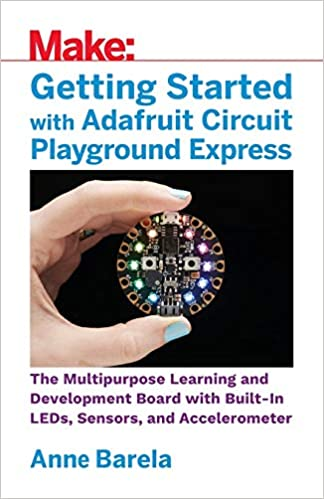 Make:
Getting Started
with Adafruit Circuit
Playground Express
The Multipurpose Learning and
Development Board with Built-In
LEDs, Sensors, and Accelerometer
Anne Barela